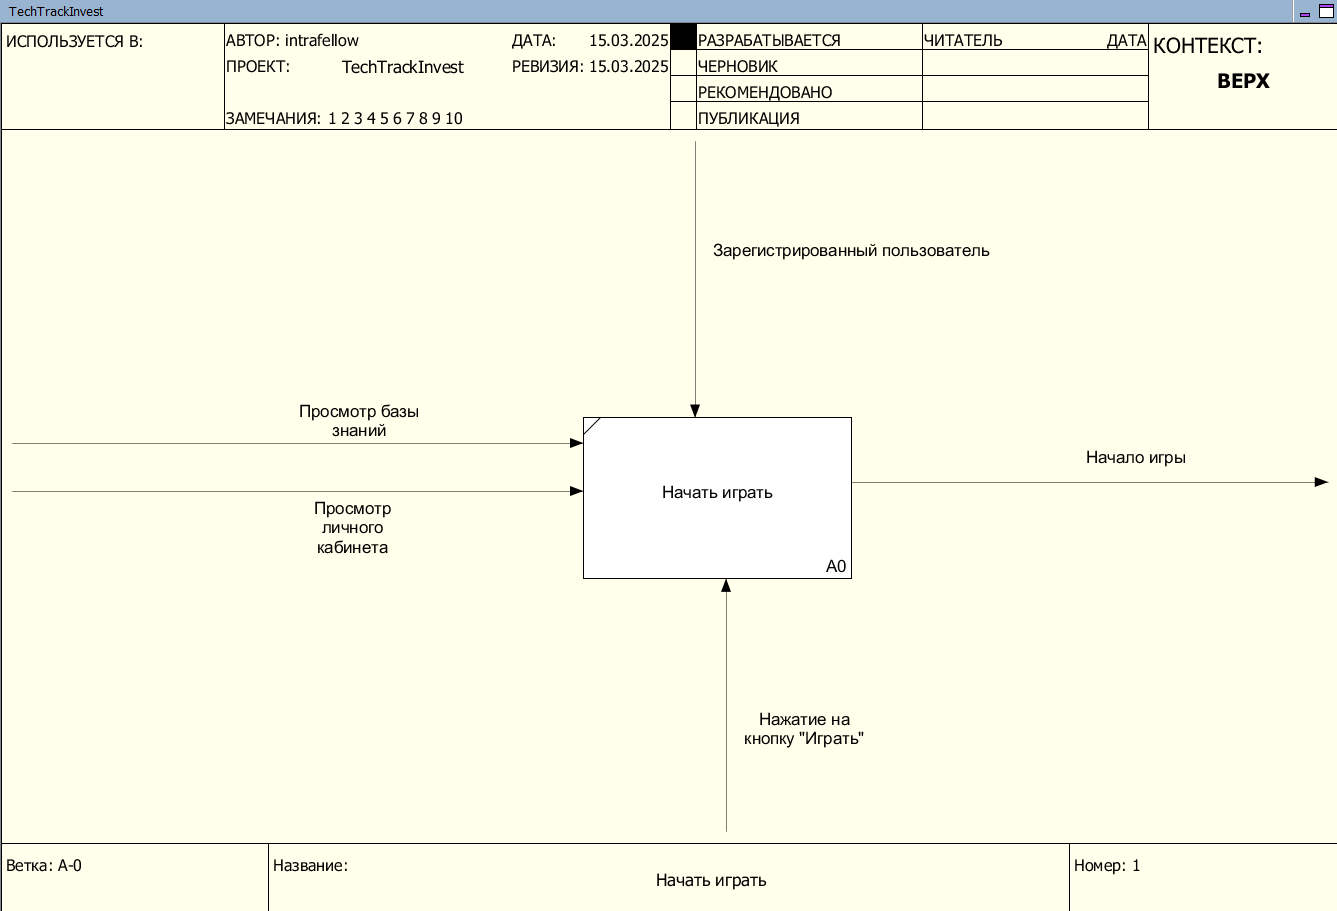 TechTrackInvest
ИСПОЛЬЗУЕТСЯ В:
АВТОР: intrafellow
ДАТА: 15.03.2025
ПРОЕКТ: TechTrackInvest
РЕВИЗИЯ: 15.03.2025
ЗАМЕЧАНИЯ: 1 2 3 4 5 6 7 8 9 10
РАЗРАБАТЫВАЕТСЯ
ЧЕРНОВИК
РЕКОМЕНДОВАНО
ПУБЛИКАЦИЯ
ЧИТАТЕЛЬ
ДАТА
КОНТЕКСТ:
ВЕРХ
Зарегистрированный пользователь
Просмотр базы
знаний
Просмотр
личного
кабинета
Начать играть
A0
Начало игры
Нажатие на
кнопку "Играть"
Ветка: A-0
Название:
Начать играть
Номер: 1